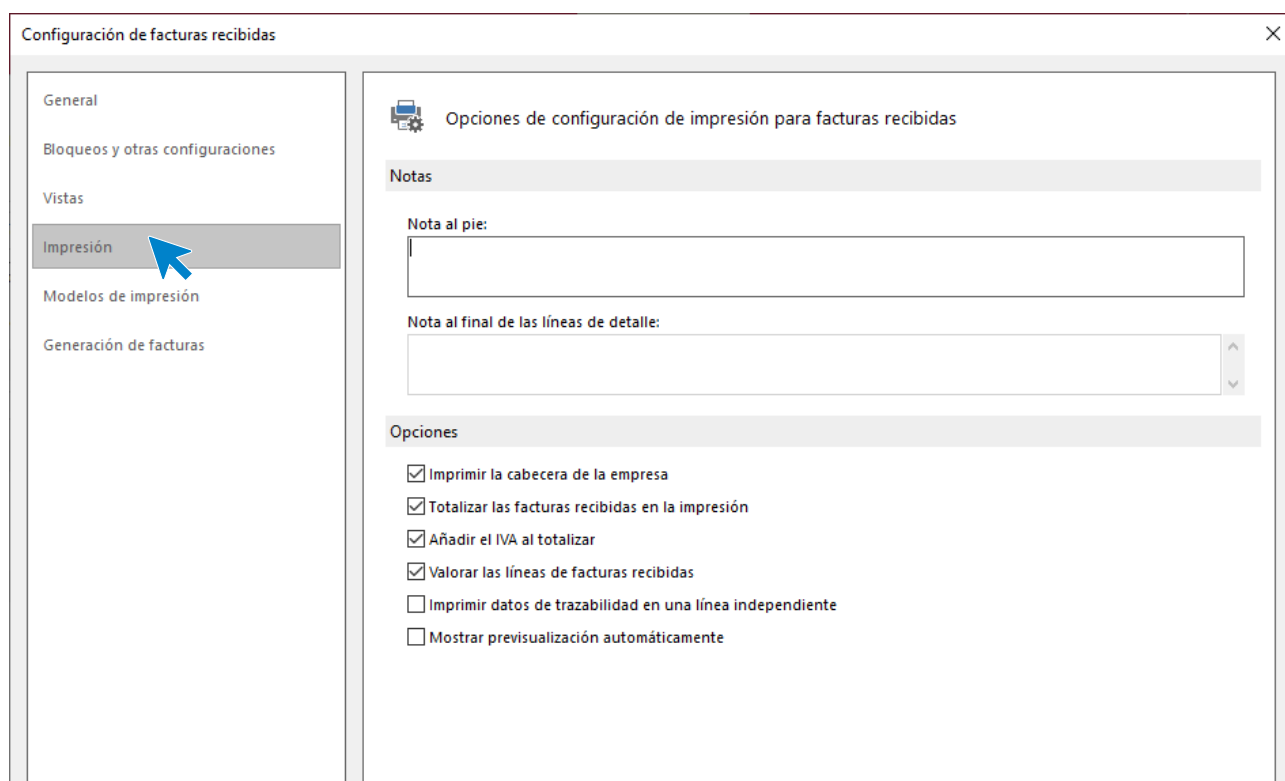 Configuración de facturas recibidas
General
Bloqueos y otras configuraciones
Vistas
Impresión
Modelos de impresión
Generación de facturas
Opciones de configuración de impresión para facturas recibidas
Notas
Nota al pie:
Nota al final de las líneas de detalle:
Opciones
Imprimir la cabecera de la empresa
Totalizar las facturas recibidas en la impresión
Añadir el IVA al totalizar
Valorar las líneas de facturas recibidas
Imprimir datos de trazabilidad en una línea independiente
Mostrar previsualización automáticamente